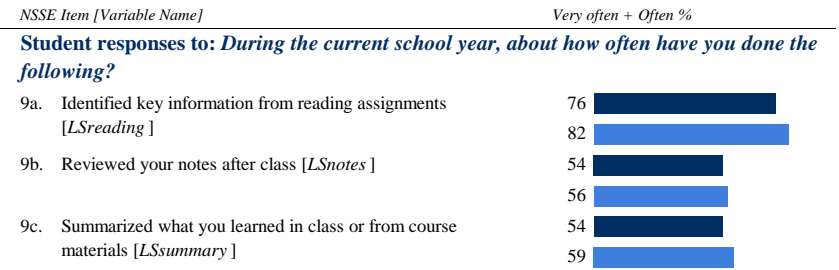 NSSE Item [Variable Name] Very often + Often %
Student responses to: During the current school year, about how often have you done the
following?
9a. Identified key information from reading assignments 76
[LSreading ] 82
9b. Reviewed your notes after class [LSnotes ] 54
56
9c. Summarized what you learned in class or from course 54
materials [LSsummary ] 59